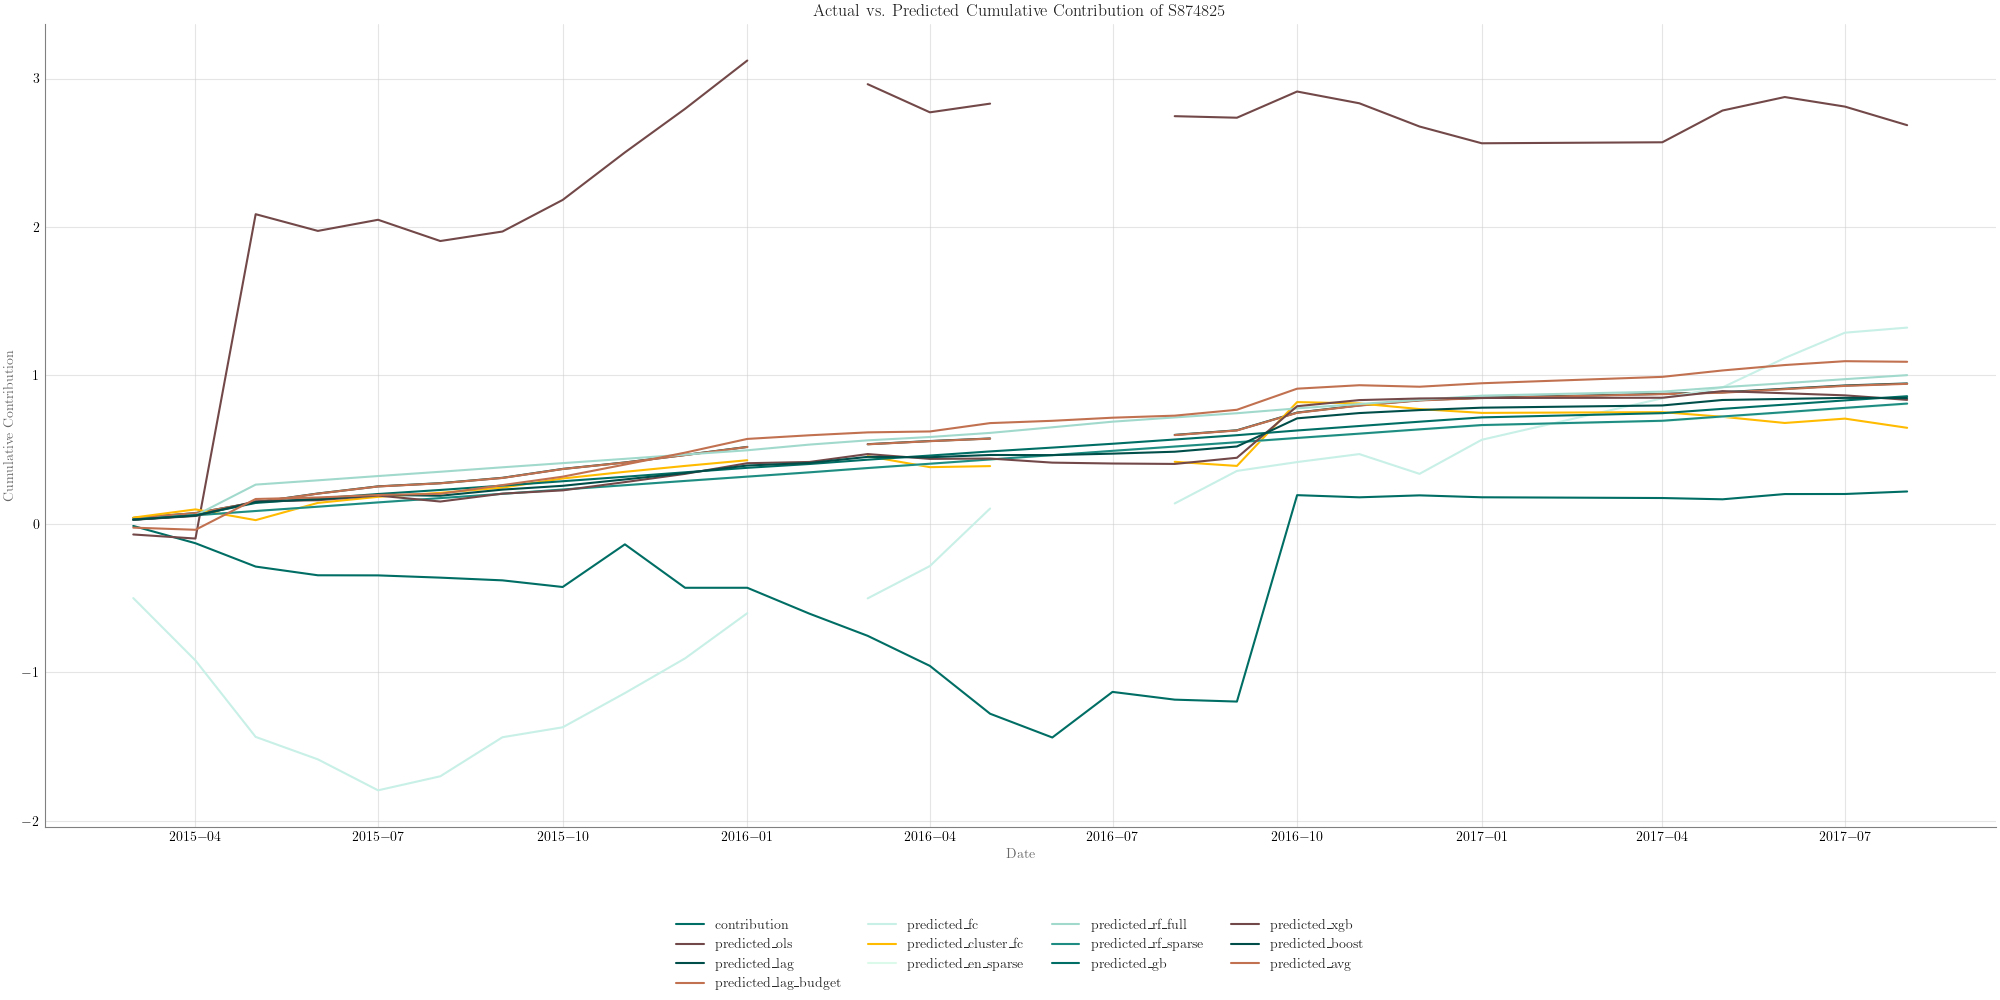 Actual vs. Predicted Cumulative Contribution of S874825
Cumulative Contribution
3
2
1
0
−1
−2
2015−04 2015−07 2015−10 2016−01 2016−04 2016−07 2016−10 2017−01 2017−04 2017−07
Date
contribution predicted_fc predicted_rf_full predicted_xgb
predicted_ols predicted_cluster_fc predicted_rf_sparse predicted_boost
predicted_lag predicted_en_sparse predicted_gb predicted_avg
predicted_lag_budget